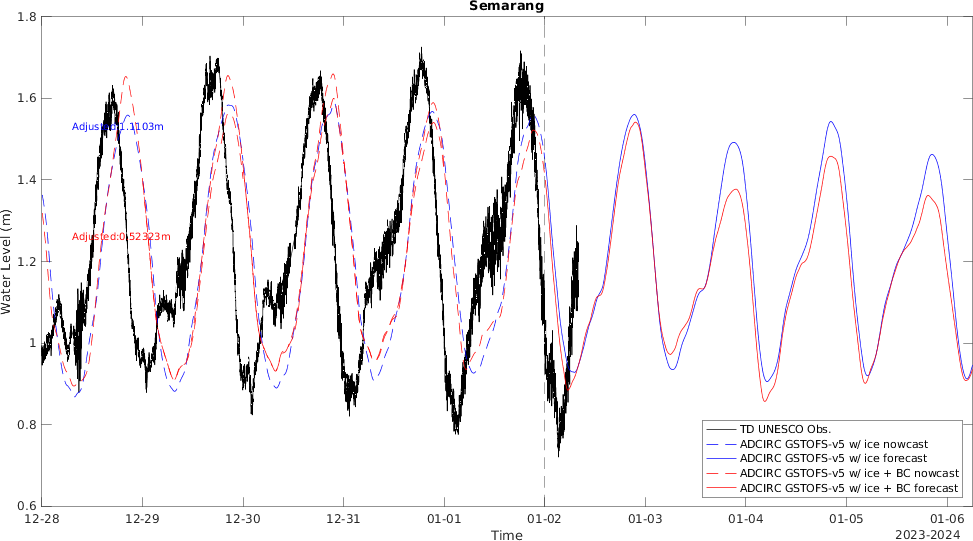 Semarang
1.8
1.6
1.4
1.2
1
0.8
0.6
Water Level (m)
Adjusted:1.1103m
Adjusted:0.52323m
TD UNESCO Obs.
ADCIRC GSTOFS-v5 w/ ice nowcast
ADCIRC GSTOFS-v5 w/ ice forecast
ADCIRC GSTOFS-v5 w/ ice + BC nowcast
ADCIRC GSTOFS-v5 w/ ice + BC forecast
12-28 12-29 12-30 12-31 01-01 01-02 01-03 01-04 01-05 01-06
Time
2023-2024